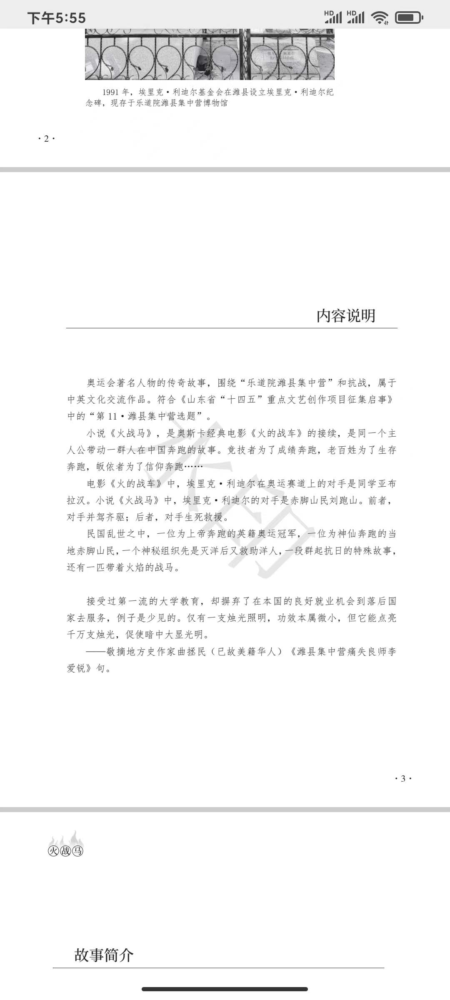 下午5:55
HD HD
Eric Liddell
1991 年，埃里克·利迪尔基金会在潍县设立埃里克·利迪尔纪
念碑，现存于乐道院潍县集中营博物馆
·2·
内容说明
奥运会著名人物的传奇故事，围绕“乐道院潍县集中营”和抗战，属于
中英文化交流作品。符合《山东省“十四五”重点文艺创作项目征集启事》
中的“第 11·潍县集中营选题”。
小说《火战马》，是奥斯卡经典电影《火的战车》的接续，是同一个主
人公带动一群人在中国奔跑的故事。竞技者为了成绩奔跑，老百姓为了生存
奔跑，皈依者为了信仰奔跑……
电影《火的战车》中，埃里克·利迪尔在奥运赛道上的对手是同学亚布
拉汉。小说《火战马》中，埃里克·利迪尔的对手是赤脚山民刘跑山。前者，
对手并驾齐驱；后者，对手生死救援。
民国乱世之中，一位为上帝奔跑的英籍奥运冠军，一位为神仙奔跑的当
地赤脚山民，一个神秘组织先是灭洋后又救助洋人，一段群起抗日的特殊故事，
还有一匹带着火焰的战马。
接受过第一流的大学教育，却摒弃了在本国的良好就业机会到落后国
家去服务，例子是少见的。仅有一支烛光照明，功效本属微小，但它能点亮
千万支烛光，促使暗中大显光明。
——敬摘地方史作家曲拯民（已故美籍华人）《潍县集中营痛失良师李
爱锐》句。
水印
·3·
火战马
故事简介